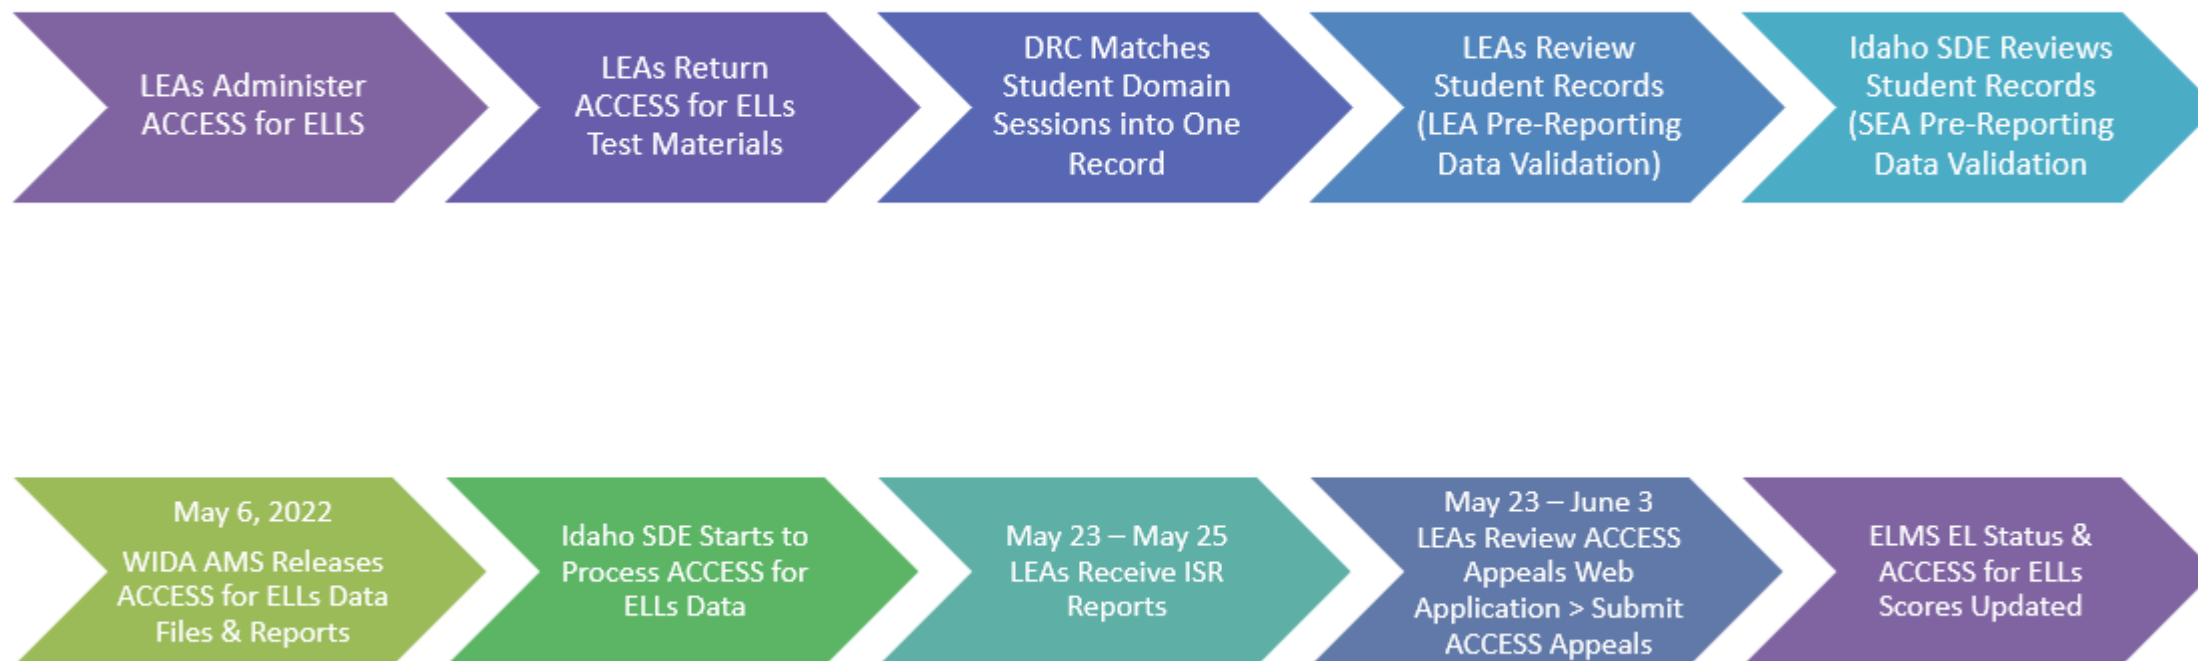 LEAs Administer
ACCESS for ELLS
LEAs Return
ACCESS for ELLs
Test Materials
DRC Matches
Student Domain
Sessions into One
Record
LEAs Review
Student Records
(LEA Pre-Reporting
Data Validation)
Idaho SDE Reviews
Student Records
(SEA Pre-Reporting
Data Validation
May 6, 2022
WIDA AMS Releases
ACCESS for ELLs Data
Files & Reports
Idaho SDE Starts to
Process ACCESS for
ELLs Data
May 23 – May 25
LEAs Receive ISR
Reports
May 23 – June 3
LEAs Review ACCESS
Appeals Web
Application > Submit
ACCESS Appeals
ELMS EL Status &
ACCESS for ELLs
Scores Updated